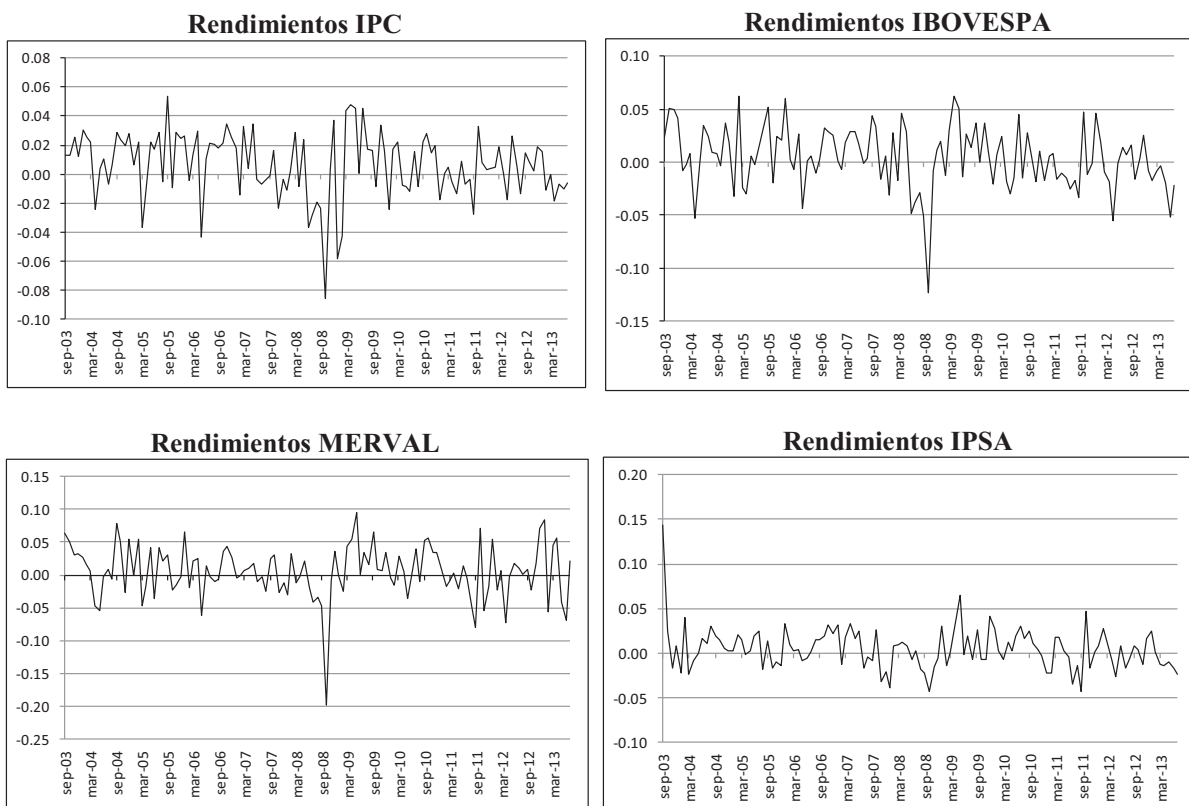 Rendimientos IPC
0.08
0.06
0.04
0.02
0.00
-0.02
-0.04
-0.06
-0.08
-0.10
sep-03
mar-04
sep-04
mar-05
sep-05
mar-06
sep-06
mar-07
sep-07
mar-08
sep-08
mar-09
sep-09
mar-10
sep-10
mar-11
sep-11
mar-12
sep-12
mar-13
Rendimientos IBOVESPA
0.10
0.05
0.00
-0.05
-0.10
-0.15
sep-03
mar-04
sep-04
mar-05
sep-05
mar-06
sep-06
mar-07
sep-07
mar-08
sep-08
mar-09
sep-09
mar-10
sep-10
mar-11
sep-11
mar-12
sep-12
mar-13
Rendimientos MERVAL
0.15
0.10
0.05
0.00
-0.05
-0.10
-0.15
-0.20
-0.25
sep-03
mar-04
sep-04
mar-05
sep-05
mar-06
sep-06
mar-07
sep-07
mar-08
sep-08
mar-09
sep-09
mar-10
sep-10
mar-11
sep-11
mar-12
sep-12
mar-13
Rendimientos IPSA
0.20
0.15
0.10
0.05
0.00
-0.05
-0.10
sep-03
mar-04
sep-04
mar-05
sep-05
mar-06
sep-06
mar-07
sep-07
mar-08
sep-08
mar-09
sep-09
mar-10
sep-10
mar-11
sep-11
mar-12
sep-12
mar-13